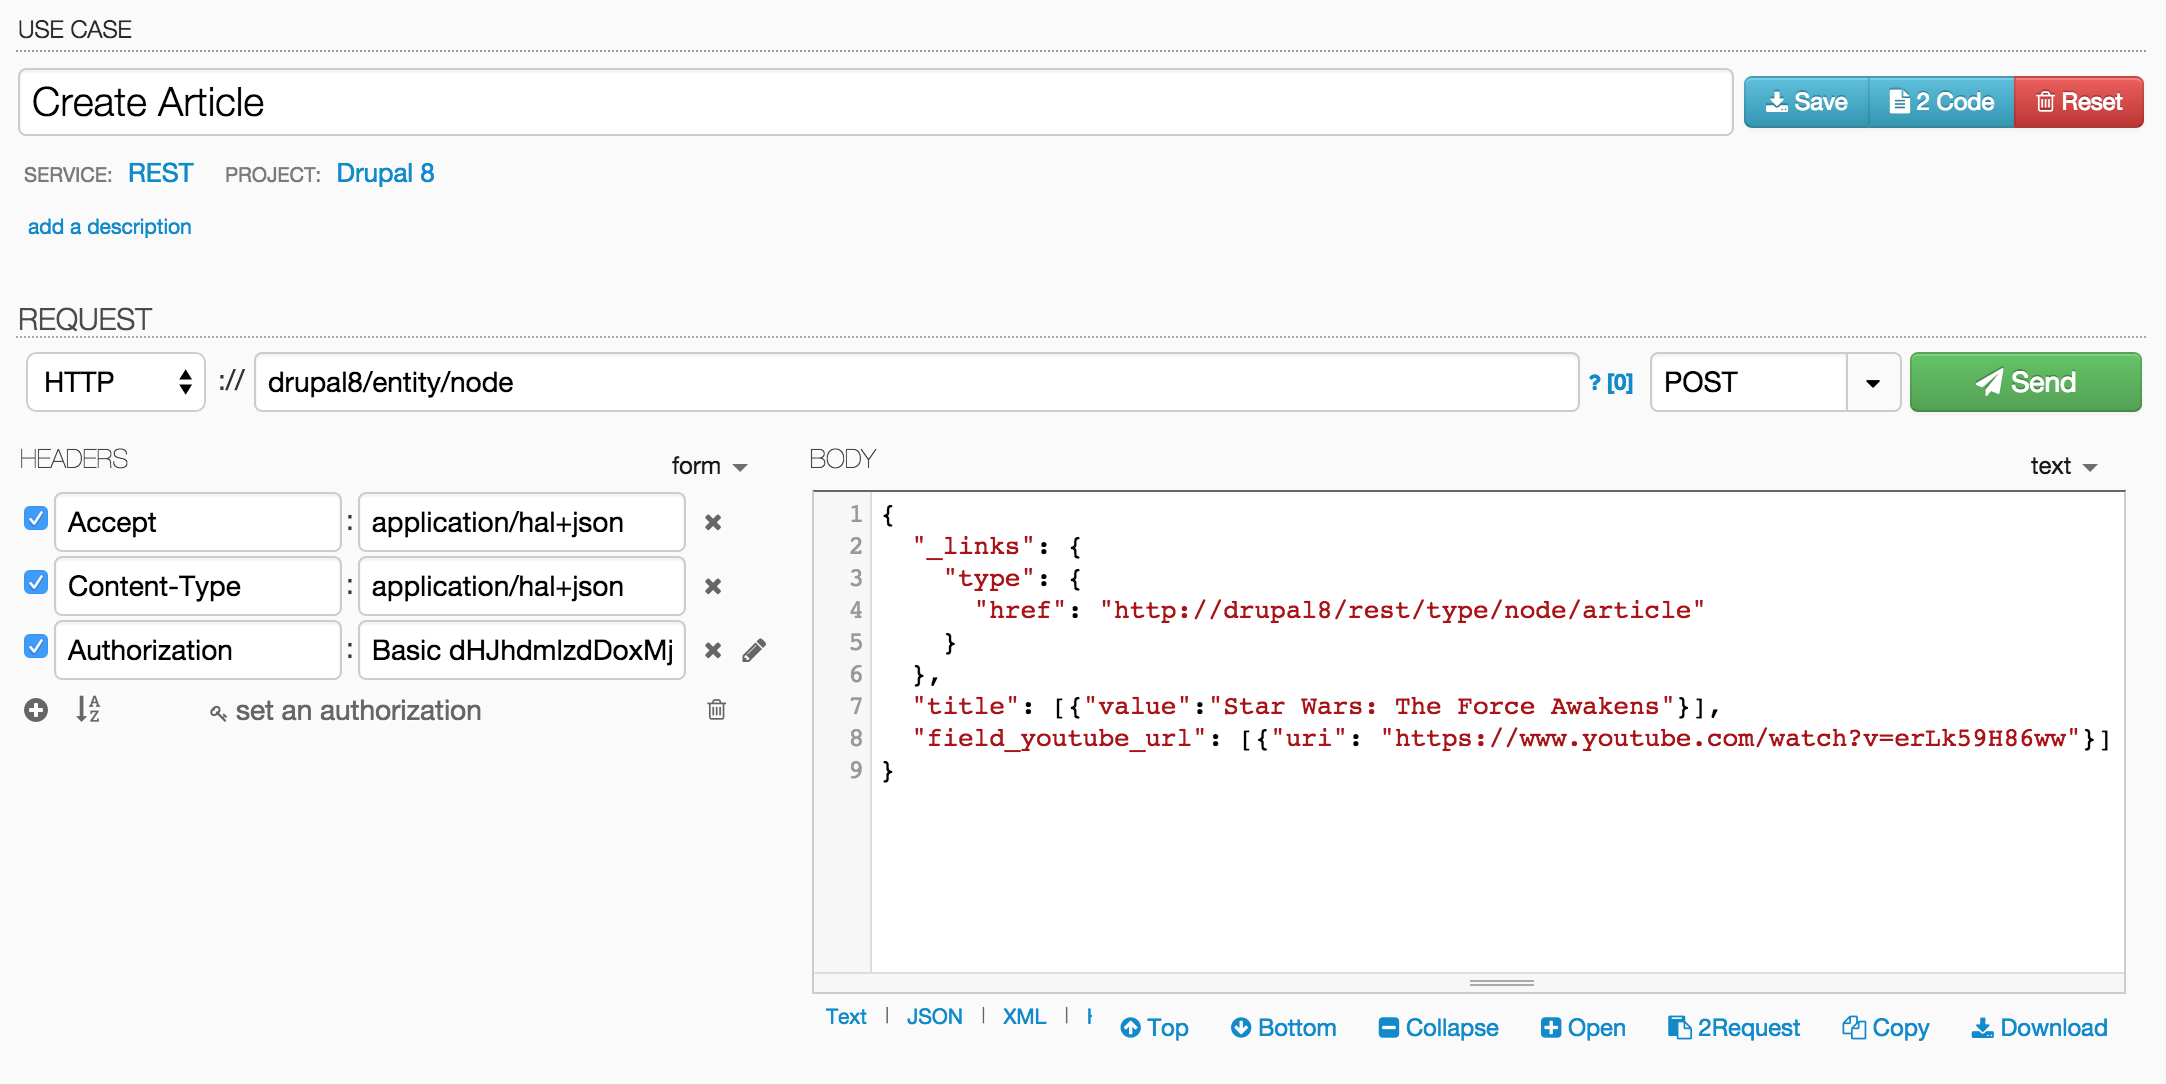 USE CASE
Create Article
Save
2 Code
Reset
SERVICE: REST PROJECT: Drupal 8
add a description
REQUEST
HTTP :// drupal8/entity/node ? [0] POST Send
HEADERS
form
Accept : application/hal+json
Content-Type : application/hal+json
Authorization : Basic dHJhdmlzdDoxMj
set an authorization
BODY
text
1 {
2 "_links": {
3 "type": {
4 "href": "http://drupal8/rest/type/node/article"
5 }
6 },
7 "title": [{"value":"Star Wars: The Force Awakens"}],
8 "field_youtube_url": [{"uri": "https://www.youtube.com/watch?v=erLk59H86ww"}]
9 }
Text | JSON | XML |
Top Bottom Collapse Open 2Request Copy Download